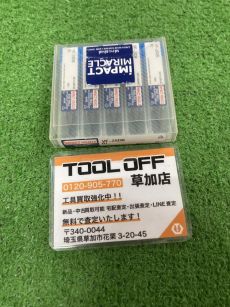 IMPACT
MIRACLE
TOOL OFF 草加店
0120-905-770
工具買取強化中!!
新品・中古買取可能 宅配査定・出張査定・LINE査定
無料で査定いたします!
〒340-0044
埼玉県草加市花栗 3-20-45